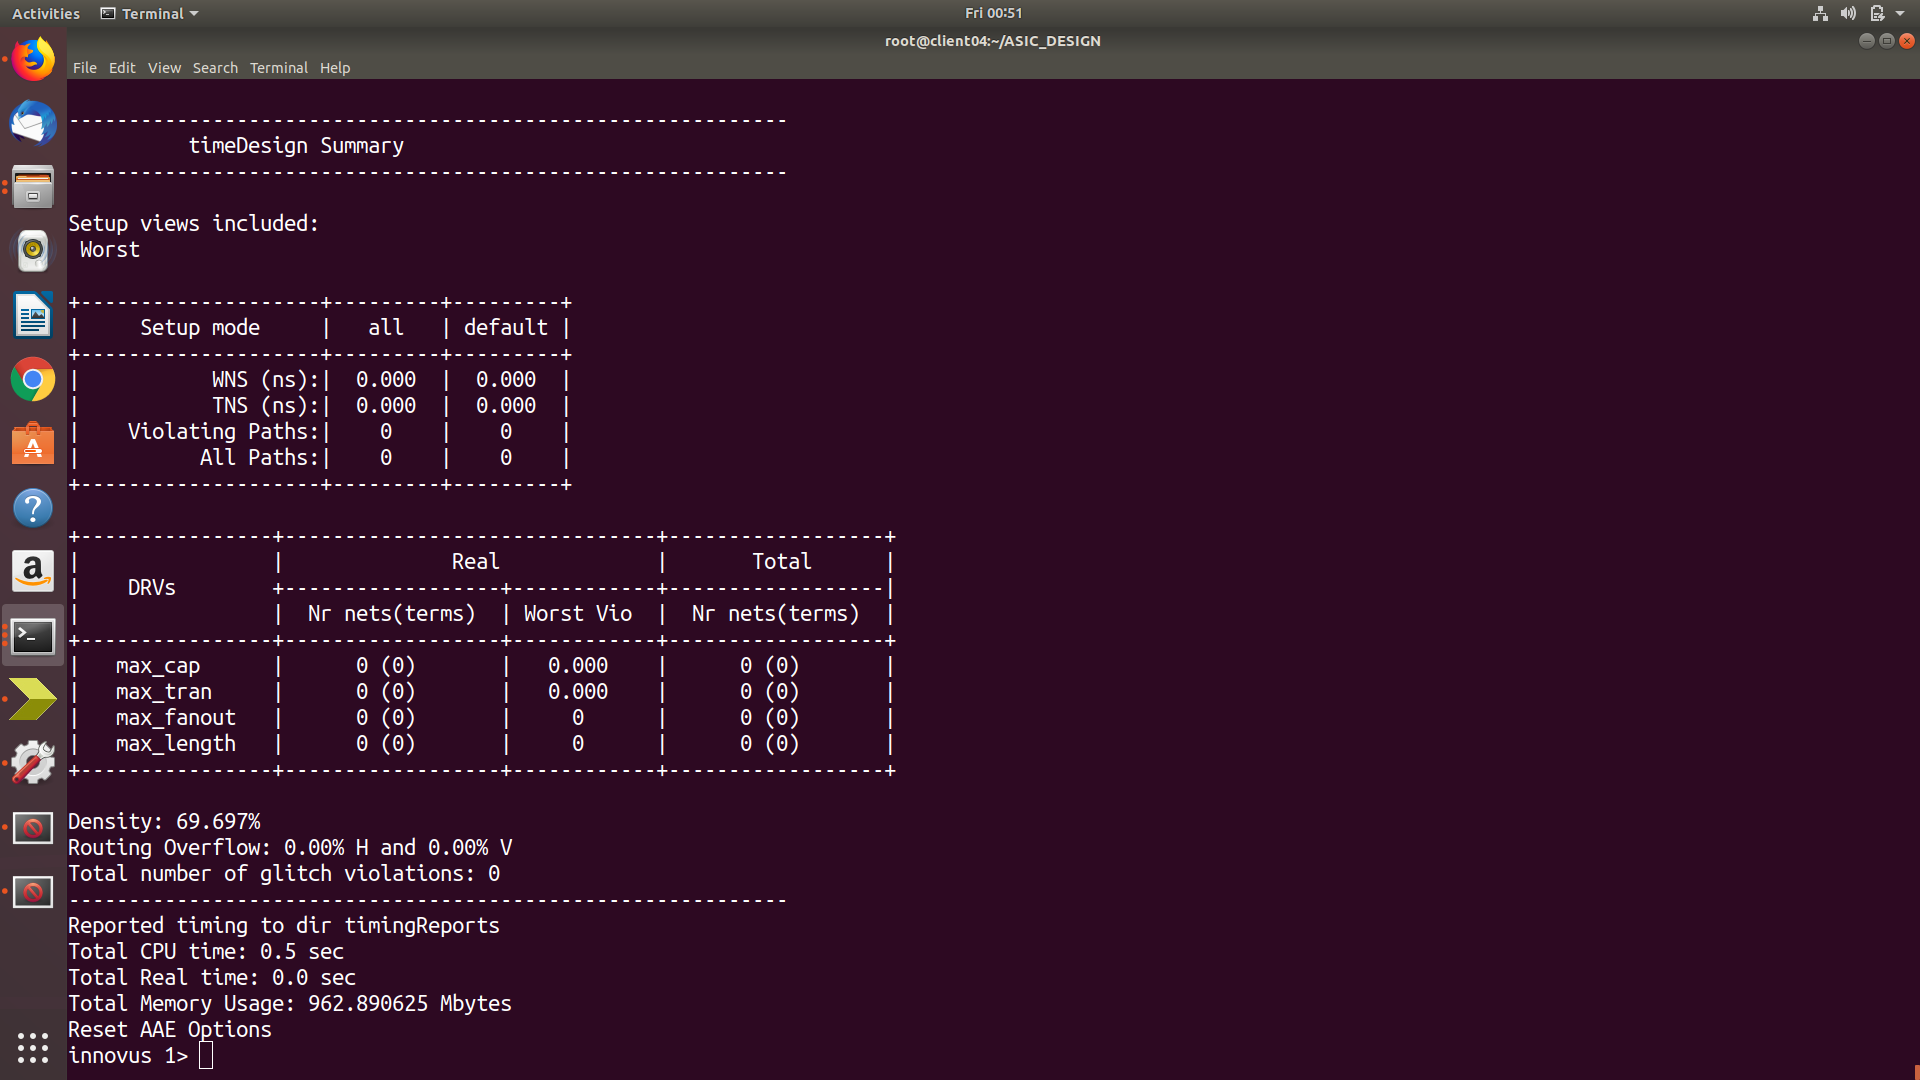 Activities Terminal Fri 00:51
root@client04:~/ASIC_DESIGN
File Edit View Search Terminal Help
------------------------------------------------------------
          timeDesign Summary
------------------------------------------------------------
Setup views included:
 Worst
+--------------------+---------+---------+
|     Setup mode     |   all   | default |
+--------------------+---------+---------+
|           WNS (ns):|  0.000  |  0.000  |
|           TNS (ns):|  0.000  |  0.000  |
|    Violating Paths:|    0    |    0    |
|          All Paths:|    0    |    0    |
+--------------------+---------+---------+
+----------------+-------------------------------+------------------+
|                |              Real             |       Total      |
|    DRVs        +------------------+------------+------------------|
|                |  Nr nets(terms)  | Worst Vio  |  Nr nets(terms)  |
+----------------+------------------+------------+------------------+
|   max_cap      |      0 (0)       |   0.000    |      0 (0)       |
|   max_tran     |      0 (0)       |   0.000    |      0 (0)       |
|   max_fanout   |      0 (0)       |     0      |      0 (0)       |
|   max_length   |      0 (0)       |     0      |      0 (0)       |
+----------------+------------------+------------+------------------+
Density: 69.697%
Routing Overflow: 0.00% H and 0.00% V
Total number of glitch violations: 0
------------------------------------------------------------
Reported timing to dir timingReports
Total CPU time: 0.5 sec
Total Real time: 0.0 sec
Total Memory Usage: 962.890625 Mbytes
Reset AAE Options
innovus 1>